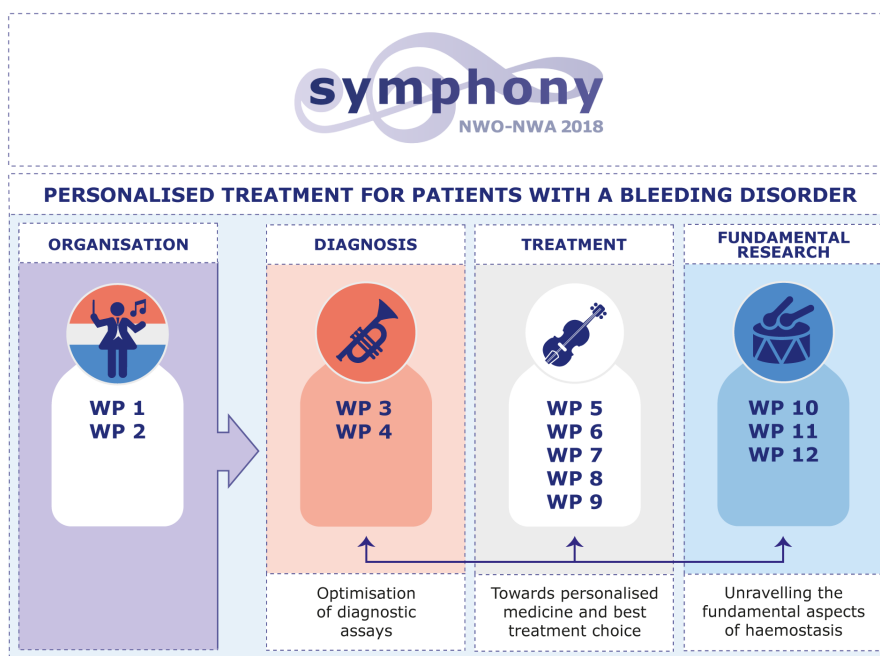 symphony
NWO-NWA 2018
PERSONALISED TREATMENT FOR PATIENTS WITH A BLEEDING DISORDER
ORGANISATION
WP 1
WP 2
DIAGNOSIS
WP 3
WP 4
Optimisation
of diagnostic
assays
TREATMENT
WP 5
WP 6
WP 7
WP 8
WP 9
Towards personalised
medicine and best
treatment choice
FUNDAMENTAL
RESEARCH
WP 10
WP 11
WP 12
Unravelling the
fundamental aspects
of haemostasis